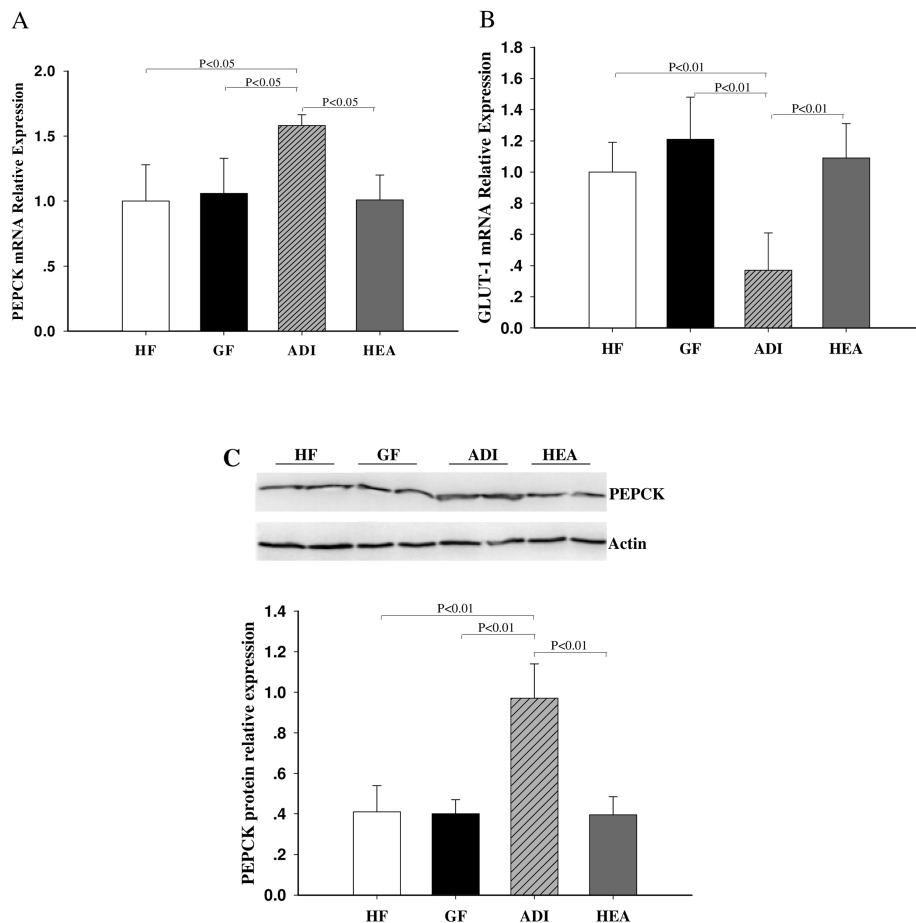 A
PEPCK mRNA Relative Expression
2.0
1.5
1.0
.5
0.0
P<0.05
P<0.05
P<0.05
HF GF ADI HEA
B
GLUT-1 mRNA Relative Expression
1.8
1.6
1.4
1.2
1.0
.8
.6
.4
.2
0.0
P<0.01
P<0.01
P<0.01
HF GF ADI HEA
C
HF GF ADI HEA
PEPCK
Actin
PEPCK protein relative expression
1.4
1.2
1.0
.8
.6
.4
.2
0.0
P<0.01
P<0.01
P<0.01
HF GF ADI HEA